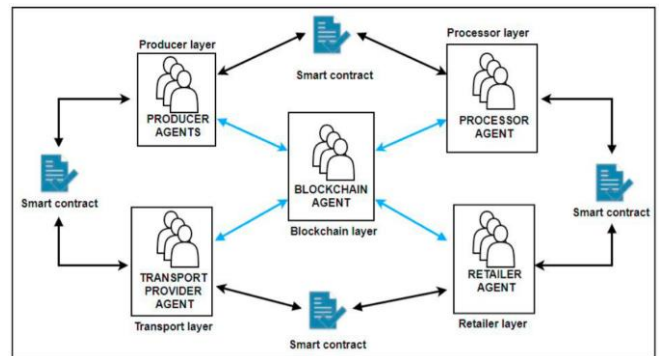 Producer layer
Processor layer
Smart contract
PRODUCER
AGENTS
PROCESSOR
AGENT
BLOCKCHAIN
AGENT
Smart contract
Smart contract
Blockchain layer
TRANSPORT
PROVIDER
AGENT
RETAILER
AGENT
Transport layer
Smart contract
Retailer layer